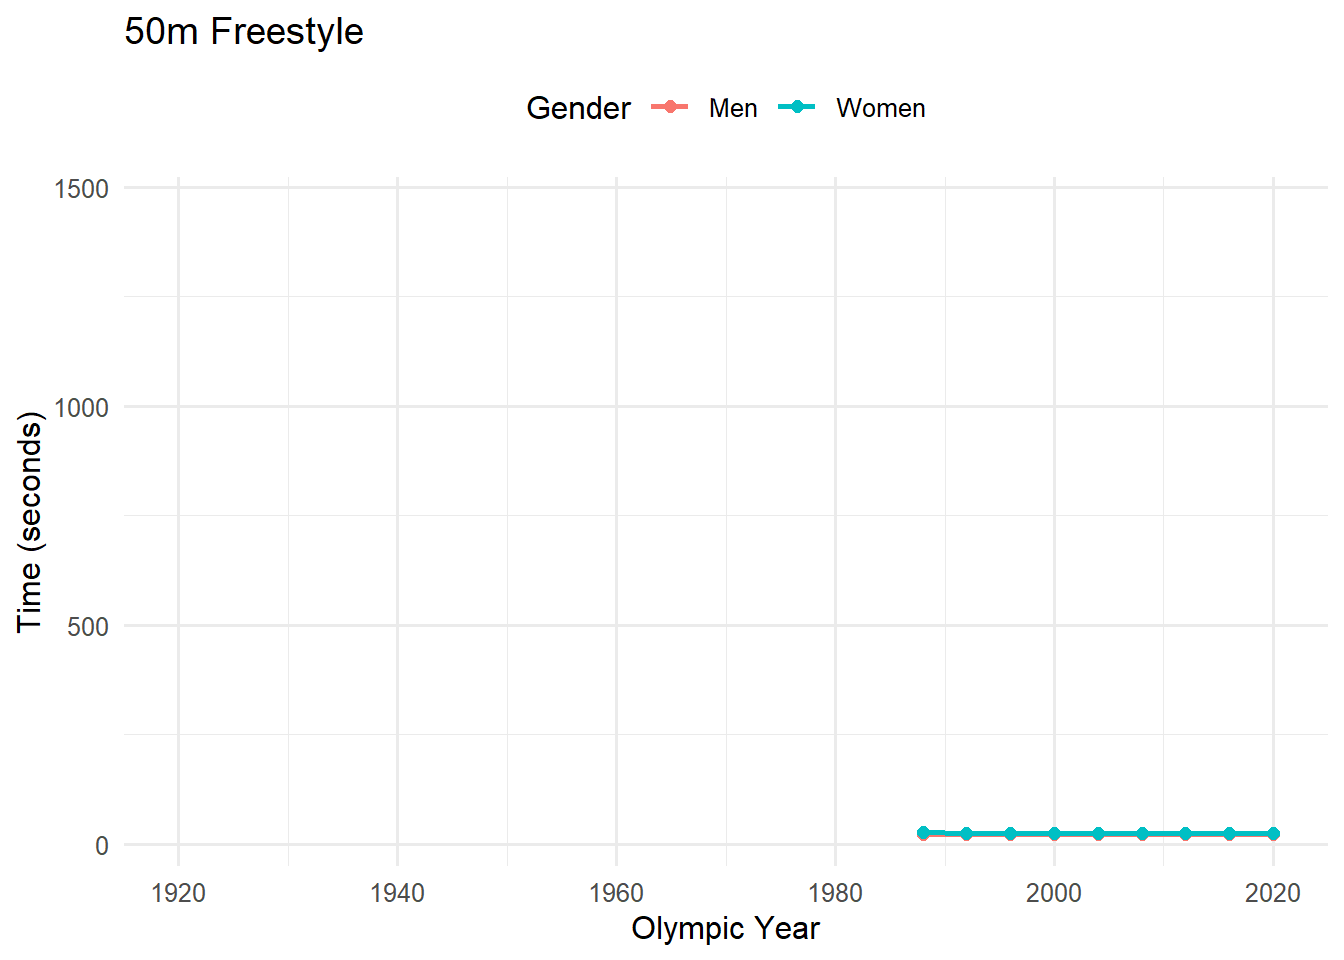 50m Freestyle
Gender Men Women
1500
1000
500
0
Time (seconds)
1920 1940 1960 1980 2000 2020
Olympic Year